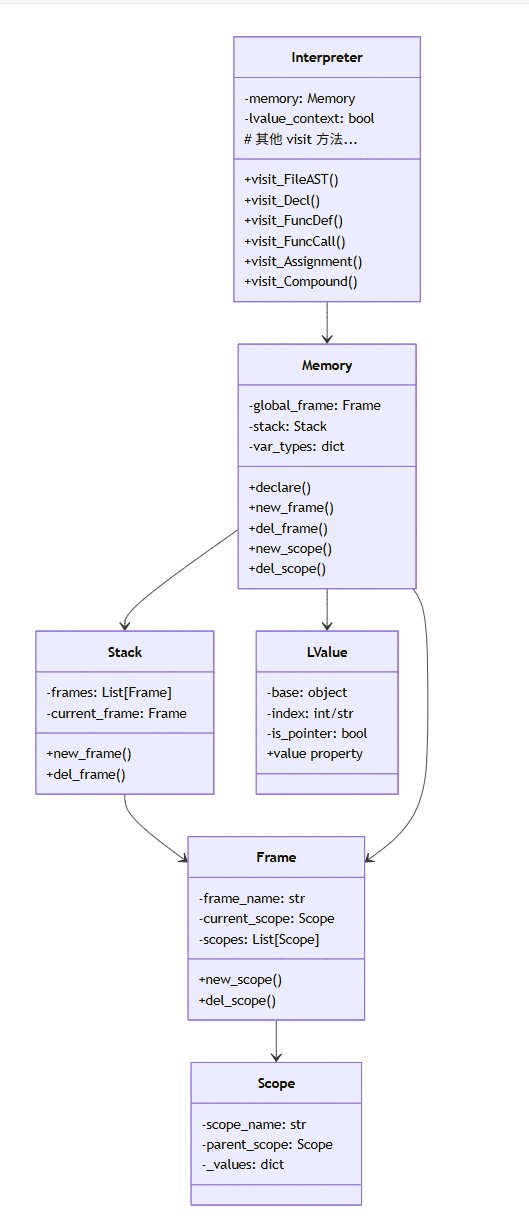 Interpreter
-memory: Memory
-lvalue_context: bool
# 其他 visit 方法...
+visit_FileAST()
+visit_Decl()
+visit_FuncDef()
+visit_FuncCall()
+visit_Assignment()
+visit_Compound()
Memory
-global_frame: Frame
-stack: Stack
-var_types: dict
+declare()
+new_frame()
+del_frame()
+new_scope()
+del_scope()
Stack
-frames: List[Frame]
-current_frame: Frame
+new_frame()
+del_frame()
LValue
-base: object
-index: int/str
-is_pointer: bool
+value property
Frame
-frame_name: str
-current_scope: Scope
-scopes: List[Scope]
+new_scope()
+del_scope()
Scope
-scope_name: str
-parent_scope: Scope
-_values: dict